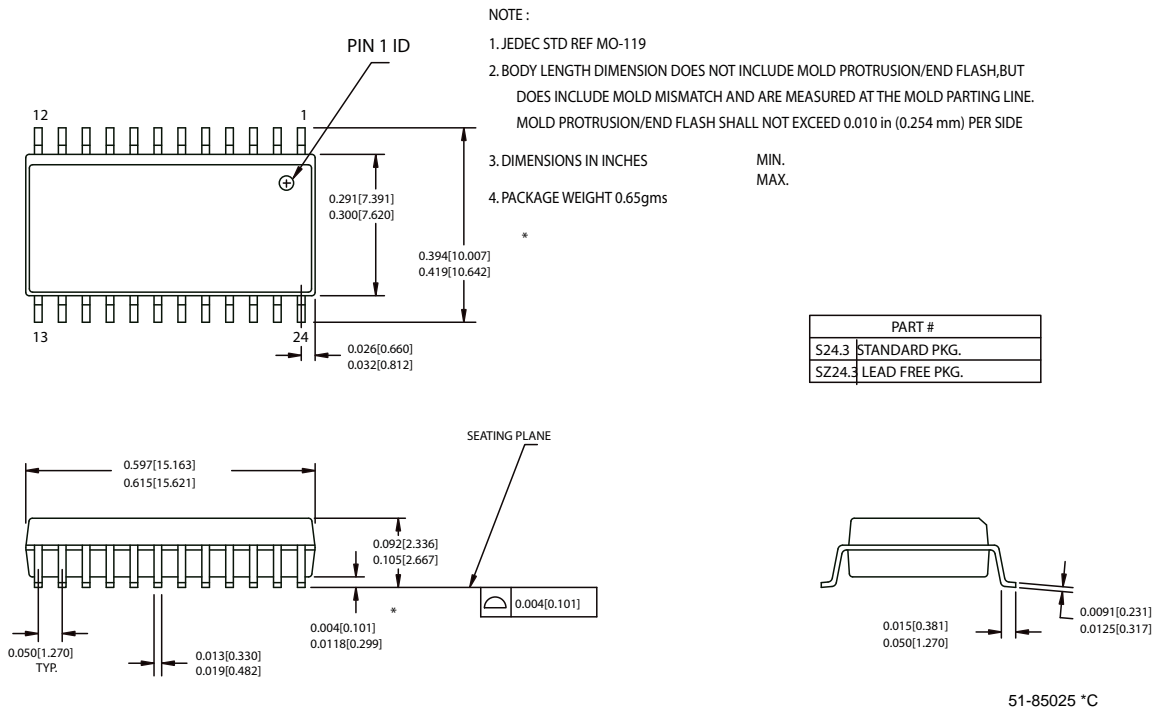 NOTE :
1. JEDEC STD REF MO-119
2. BODY LENGTH DIMENSION DOES NOT INCLUDE MOLD PROTRUSION/END FLASH,BUT
DOES INCLUDE MOLD MISMATCH AND ARE MEASURED AT THE MOLD PARTING LINE.
MOLD PROTRUSION/END FLASH SHALL NOT EXCEED 0.010 in (0.254 mm) PER SIDE
3. DIMENSIONS IN INCHES
MIN.
MAX.
4. PACKAGE WEIGHT 0.65gms
*
PIN 1 ID
12
1
0.291[7.391]
0.300[7.620]
0.394[10.007]
0.419[10.642]
13
24
0.026[0.660]
0.032[0.812]
PART #
S24.3 STANDARD PKG.
SZ24.3 LEAD FREE PKG.
SEATING PLANE
0.597[15.163]
0.615[15.621]
0.092[2.336]
0.105[2.667]
*
0.004[0.101]
0.004[0.101]
0.0118[0.299]
0.050[1.270]
TYP.
0.013[0.330]
0.019[0.482]
0.015[0.381]
0.050[1.270]
0.0091[0.231]
0.0125[0.317]
51-85025 *C